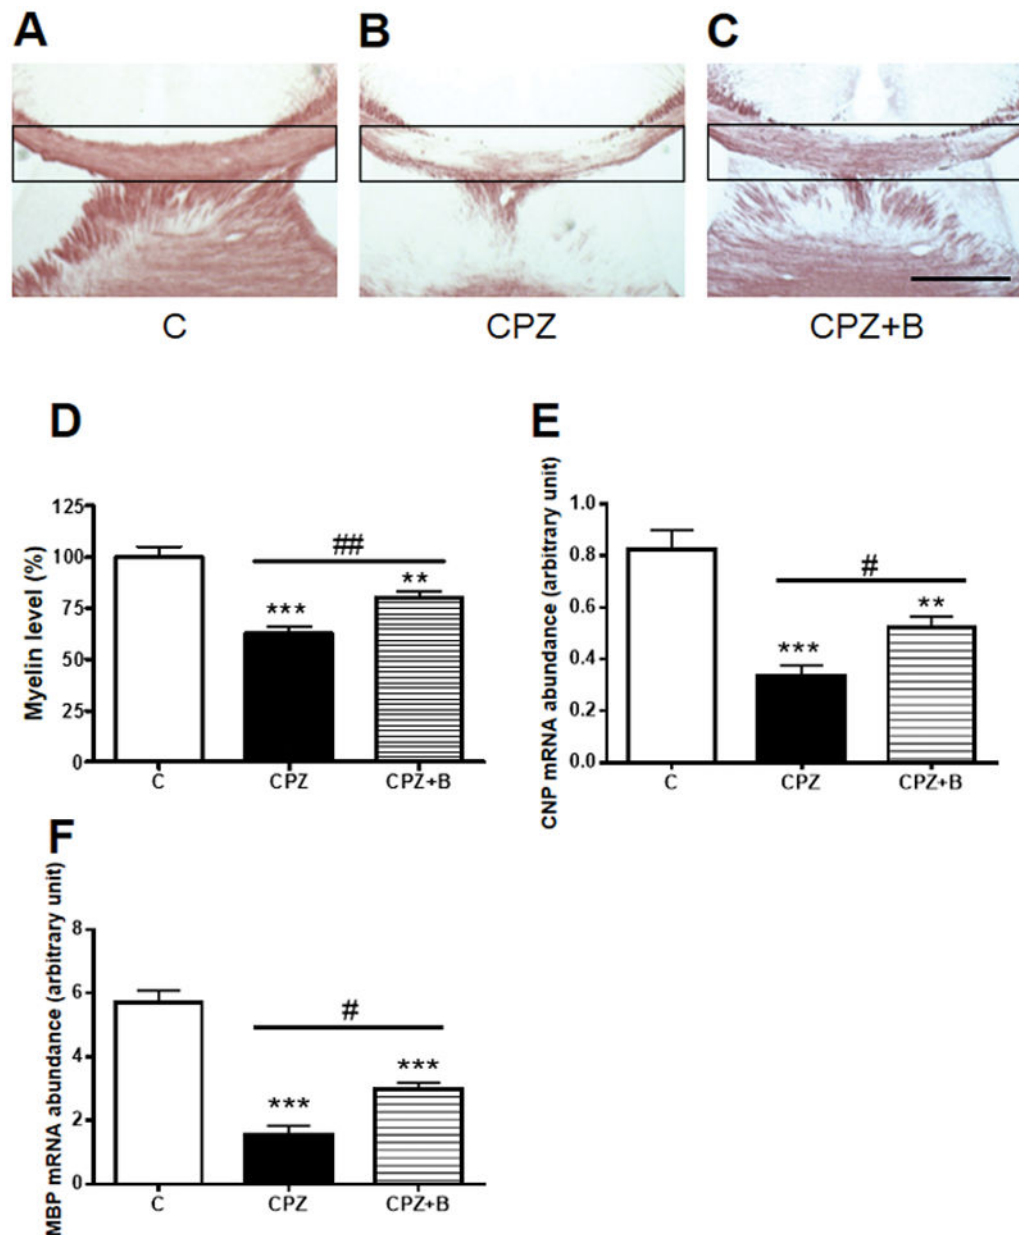 A
B
C
C
CPZ
CPZ+B
D
Myelin level (%)
125
100
75
50
25
0
##
***
**
C
CPZ
CPZ+B
E
CNP mRNA abundance (arbitrary unit)
1.0
0.8
0.6
0.4
0.2
0.0
#
***
**
C
CPZ
CPZ+B
F
MBP mRNA abundance (arbitrary unit)
8
6
4
2
0
#
***
***
C
CPZ
CPZ+B